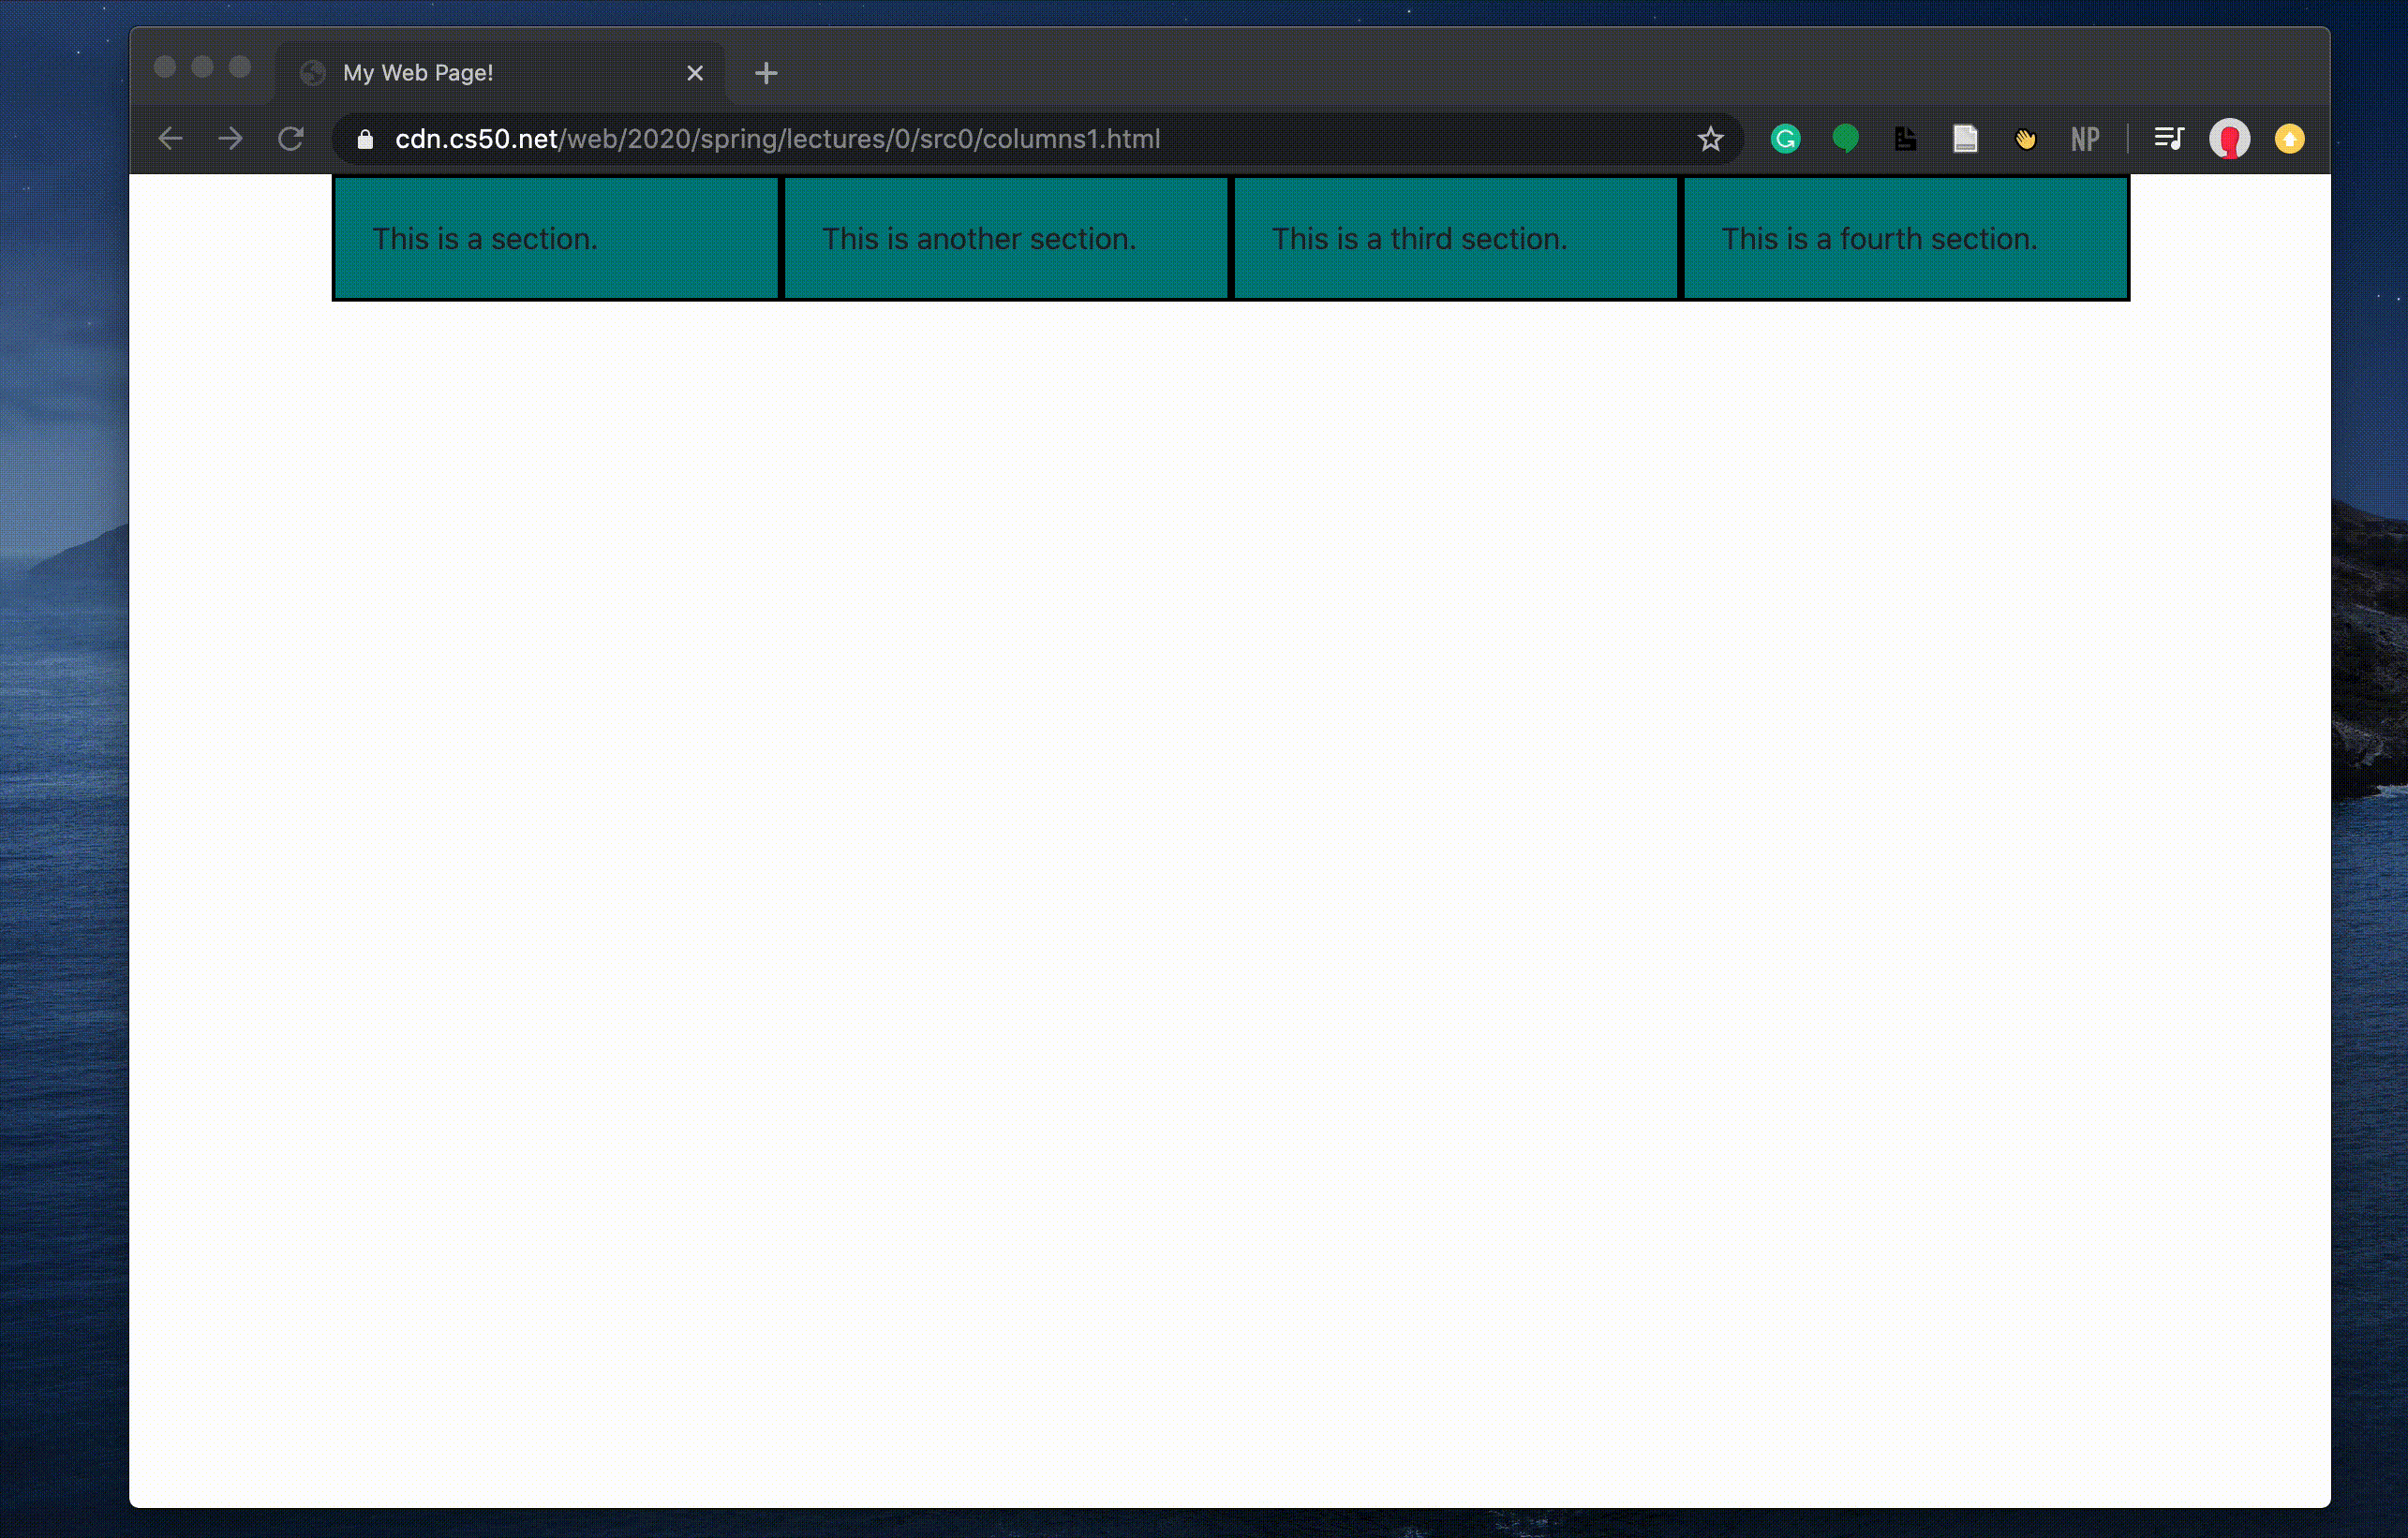 My Web Page!
cdn.cs50.net/web/2020/spring/lectures/0/src0/columns1.html
NP
This is a section.
This is another section.
This is a third section.
This is a fourth section.